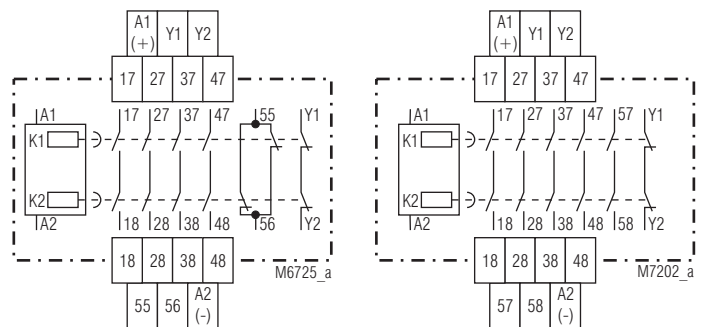 A1 (+) Y1 Y2
17 27 37 47
A1 17 27 37 47 55 Y1
K1
K2
A2 18 28 38 48 56 Y2
18 28 38 48
M6725_a
55 56 A2 (-)
A1 (+) Y1 Y2
17 27 37 47
A1 17 27 37 47 57 Y1
K1
K2
A2 18 28 38 48 58 Y2
18 28 38 48
M7202_a
57 58 A2 (-)